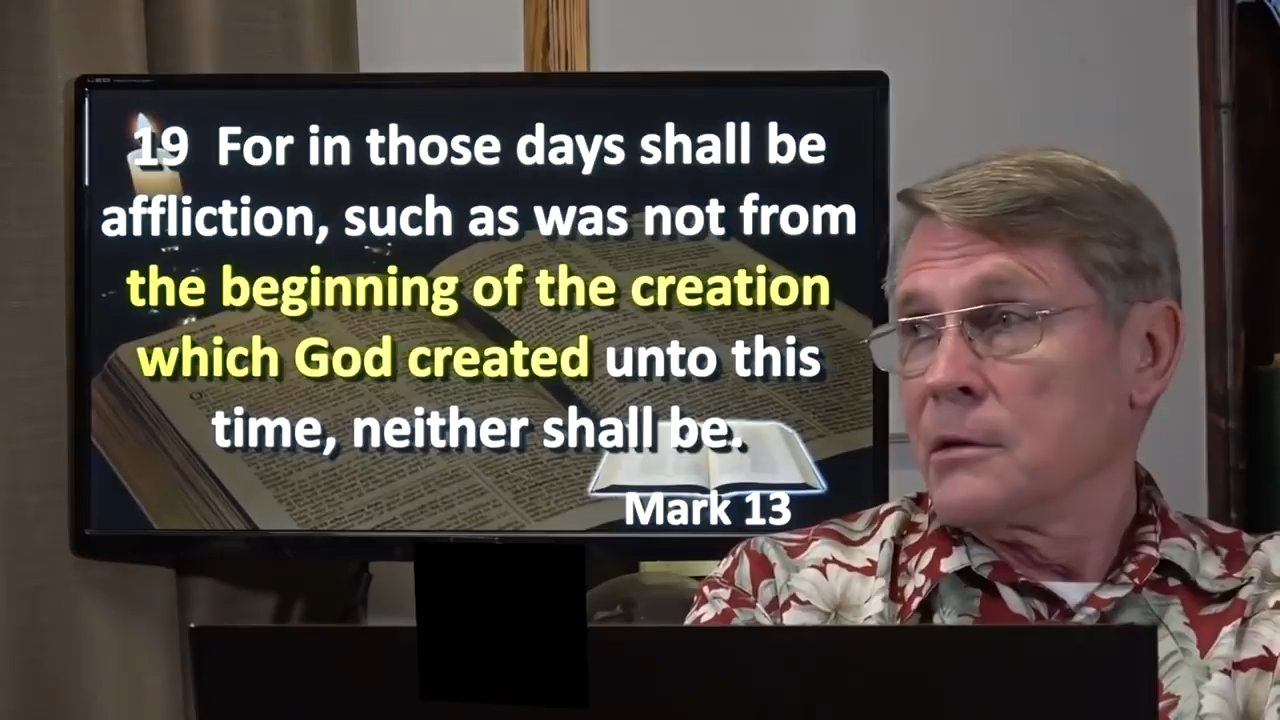 19 For in those days shall be
affliction, such as was not from
the beginning of the creation
which God created unto this
time, neither shall be.
Mark 13